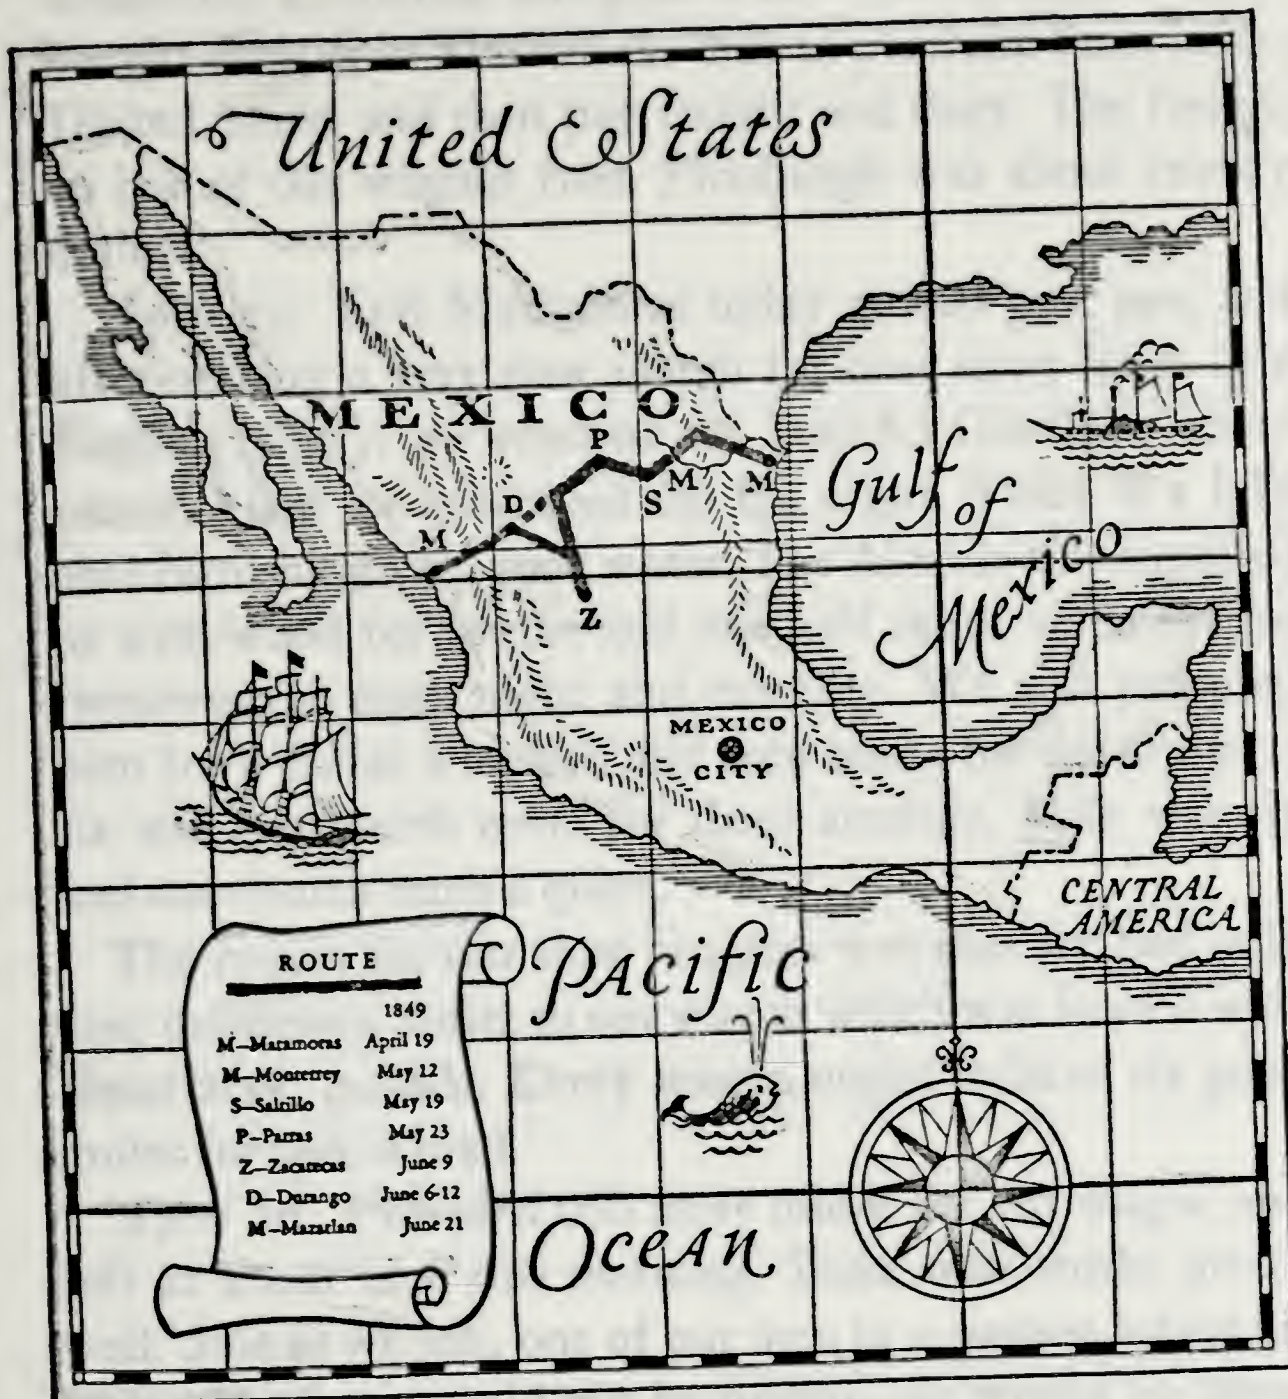 United States
MEXICO
P
M
M
S
D
M
Z
Gulf
of
Mexico
MEXICO
CITY
CENTRAL
AMERICA
Pacific
Ocean
ROUTE
1849
M—Matamoras April 19
M—Monterrey May 12
S—Saltillo May 19
P—Parras May 23
Z—Zacatecas June 9
D—Durango June 6-12
M—Mazatlan June 21